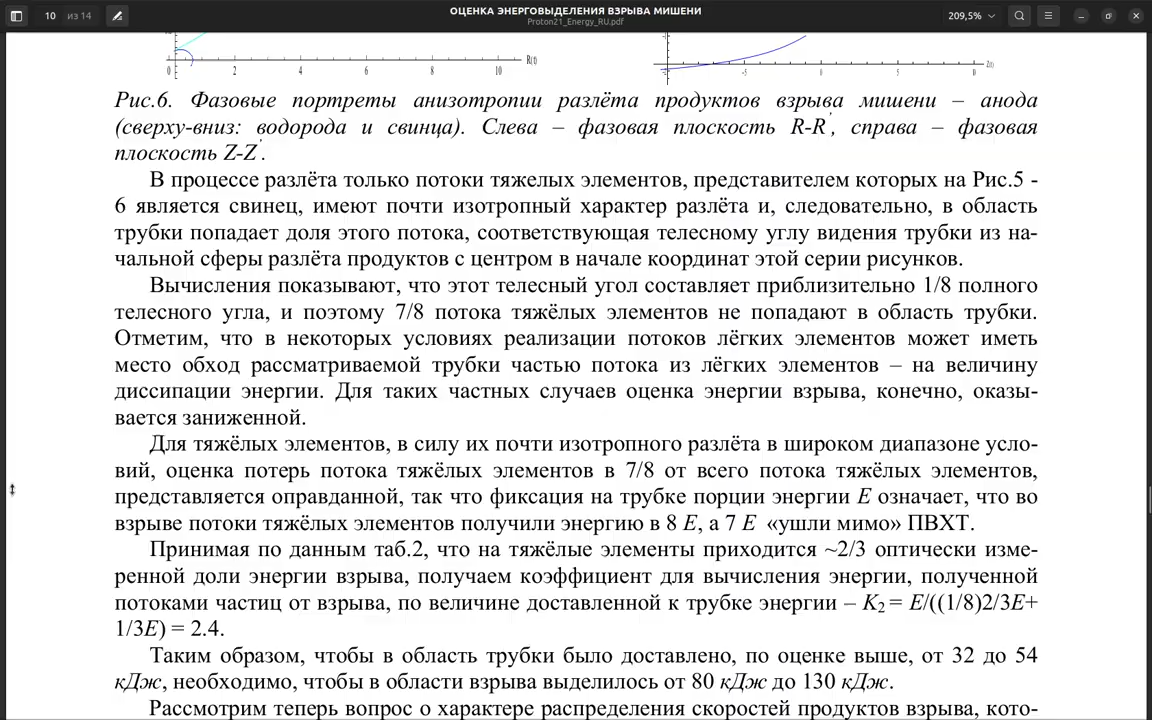 10 из 14
ОЦЕНКА ЭНЕРГОВЫДЕЛЕНИЯ ВЗРЫВА МИШЕНИ
Proton21_Energy_RU.pdf
209,5%
0 2 4 6 8 10 R(t)
-5 0 5 Z(t)
Рис.6. Фазовые портреты анизотропии разлёта продуктов взрыва мишени – анода
(сверху-вниз: водорода и свинца). Слева – фазовая плоскость R-R', справа – фазовая
плоскость Z-Z'.
В процессе разлёта только потоки тяжелых элементов, представителем которых на Рис.5 -
6 является свинец, имеют почти изотропный характер разлёта и, следовательно, в область
трубки попадает доля этого потока, соответствующая телесному углу видения трубки из на-
чальной сферы разлёта продуктов с центром в начале координат этой серии рисунков.
Вычисления показывают, что этот телесный угол составляет приблизительно 1/8 полного
телесного угла, и поэтому 7/8 потока тяжёлых элементов не попадают в область трубки.
Отметим, что в некоторых условиях реализации потоков лёгких элементов может иметь
место обход рассматриваемой трубки частью потока из лёгких элементов – на величину
диссипации энергии. Для таких частных случаев оценка энергии взрыва, конечно, оказы-
вается заниженной.
Для тяжёлых элементов, в силу их почти изотропного разлёта в широком диапазоне усло-
вий, оценка потерь потока тяжёлых элементов в 7/8 от всего потока тяжёлых элементов,
представляется оправданной, так что фиксация на трубке порции энергии E означает, что во
взрыве потоки тяжёлых элементов получили энергию в 8 E, а 7 E «ушли мимо» ПВХТ.
Принимая по данным таб.2, что на тяжёлые элементы приходится ~2/3 оптически изме-
ренной доли энергии взрыва, получаем коэффициент для вычисления энергии, полученной
потоками частиц от взрыва, по величине доставленной к трубке энергии – K2 = E/((1/8)2/3E+
1/3E) = 2.4.
Таким образом, чтобы в область трубки было доставлено, по оценке выше, от 32 до 54
кДж, необходимо, чтобы в области взрыва выделилось от 80 кДж до 130 кДж.
Рассмотрим теперь вопрос о характере распределения скоростей продуктов взрыва, кото-